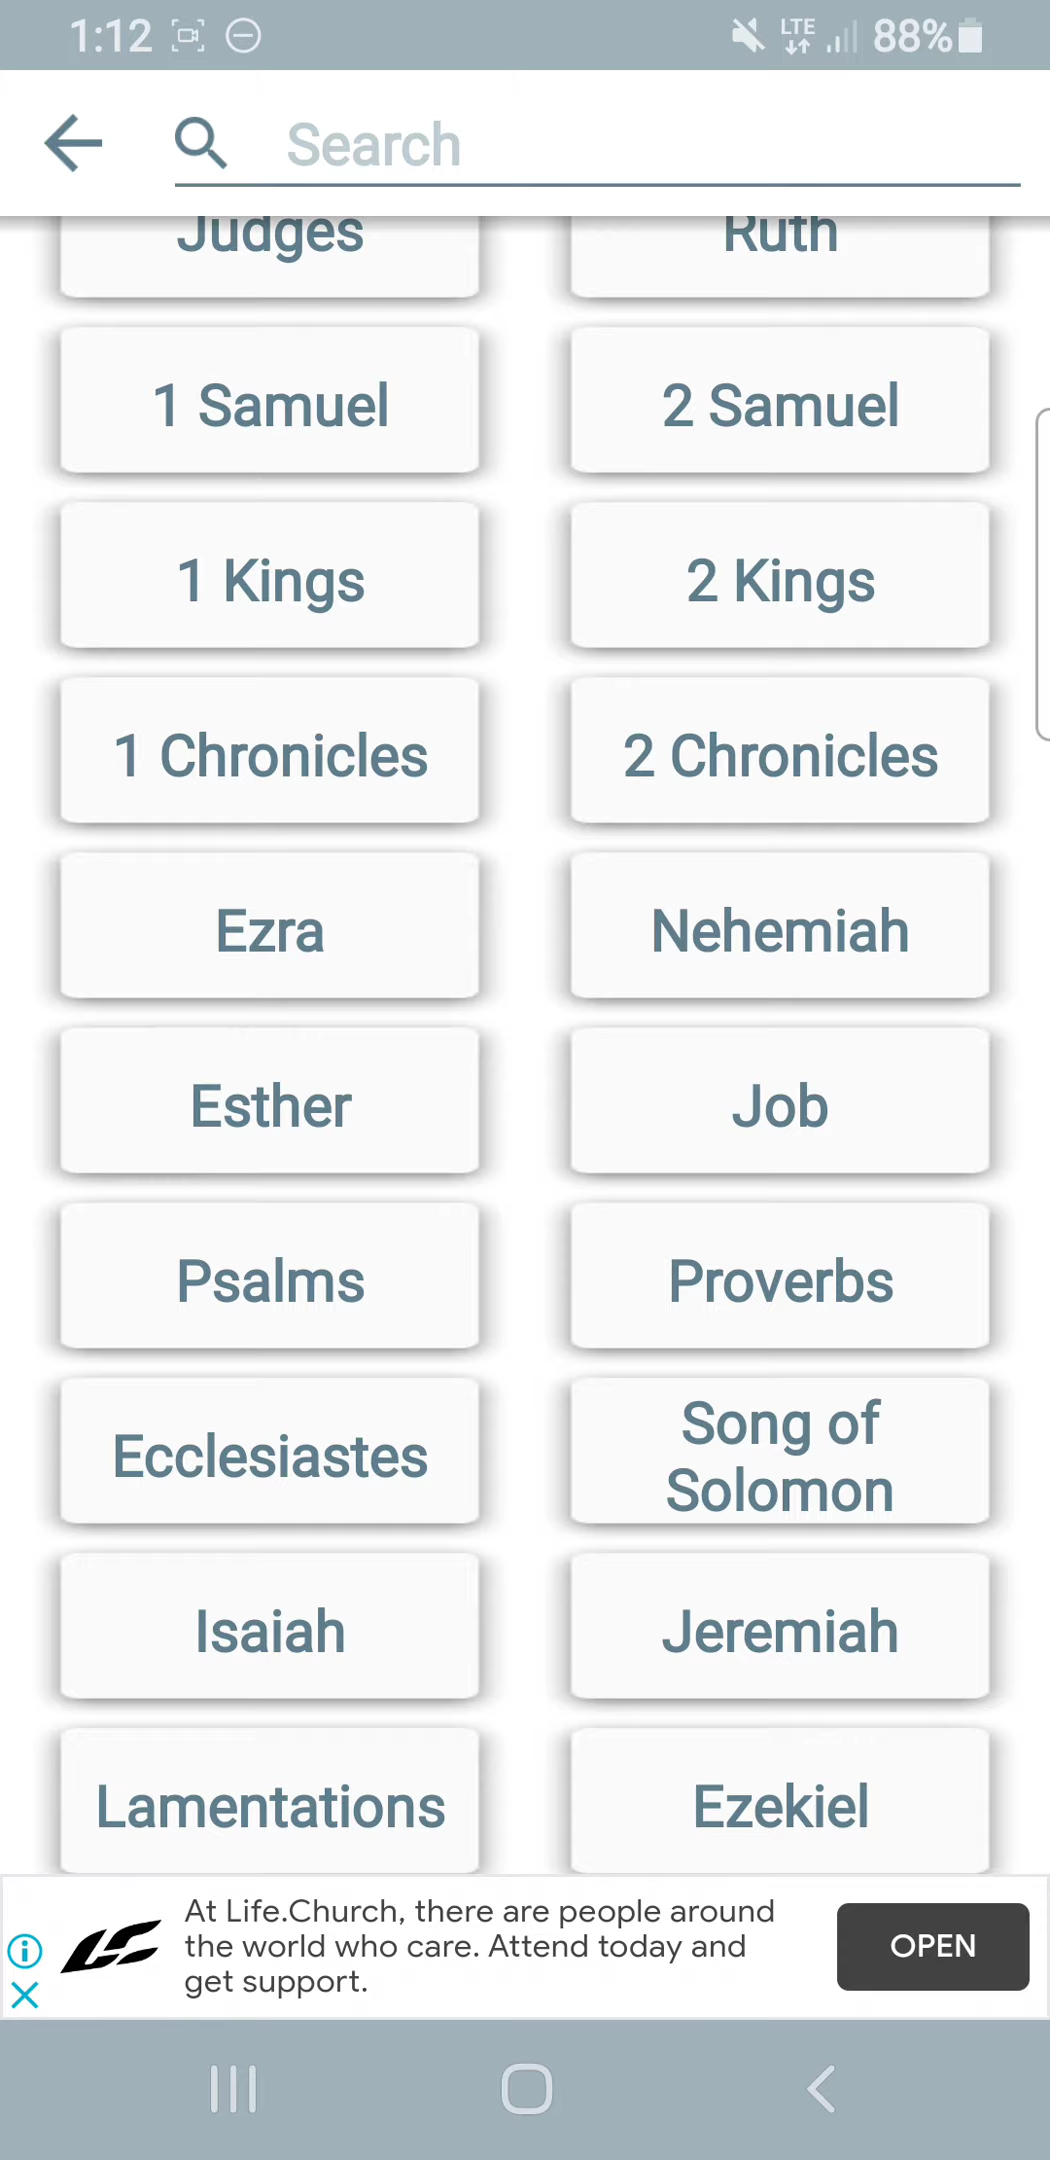 1:12
LTE
88%
Search
Judges
Ruth
1 Samuel
2 Samuel
1 Kings
2 Kings
1 Chronicles
2 Chronicles
Ezra
Nehemiah
Esther
Job
Psalms
Proverbs
Ecclesiastes
Song of
Solomon
Isaiah
Jeremiah
Lamentations
Ezekiel
At Life.Church, there are people around
the world who care. Attend today and
get support.
OPEN